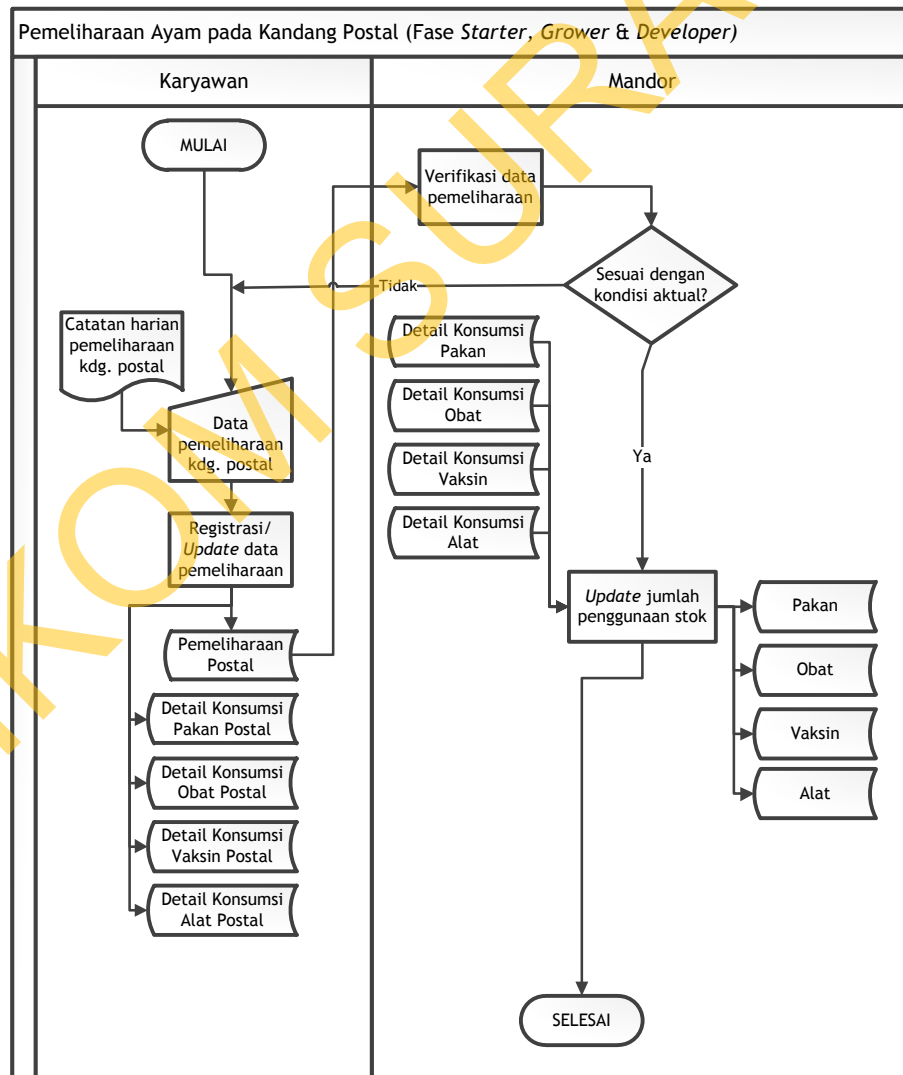 Pemeliharaan Ayam pada Kandang Postal (Fase Starter, Grower & Developer)
Karyawan
Mandor
MULAI
Verifikasi data
pemeliharaan
Sesuai dengan
kondisi aktual?
Tidak
Catatan harian
pemeliharaan
kdg. postal
Data
pemeliharaan
kdg. postal
Detail Konsumsi
Pakan
Detail Konsumsi
Obat
Detail Konsumsi
Vaksin
Detail Konsumsi
Alat
Ya
Registrasi/
Update data
pemeliharaan
Update jumlah
penggunaan stok
Pemeliharaan
Postal
Detail Konsumsi
Pakan Postal
Detail Konsumsi
Obat Postal
Detail Konsumsi
Vaksin Postal
Detail Konsumsi
Alat Postal
Pakan
Obat
Vaksin
Alat
SELESAI
IKOM SURA